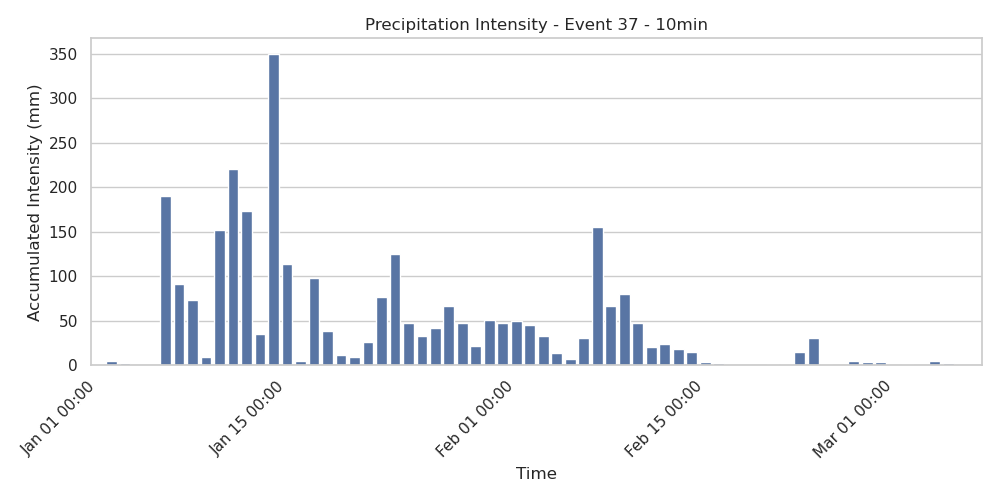 Precipitation Intensity - Event 37 - 10min
Accumulated Intensity (mm)
350
300
250
200
150
100
50
0
Jan 01 00:00
Jan 15 00:00
Feb 01 00:00
Feb 15 00:00
Mar 01 00:00
Time